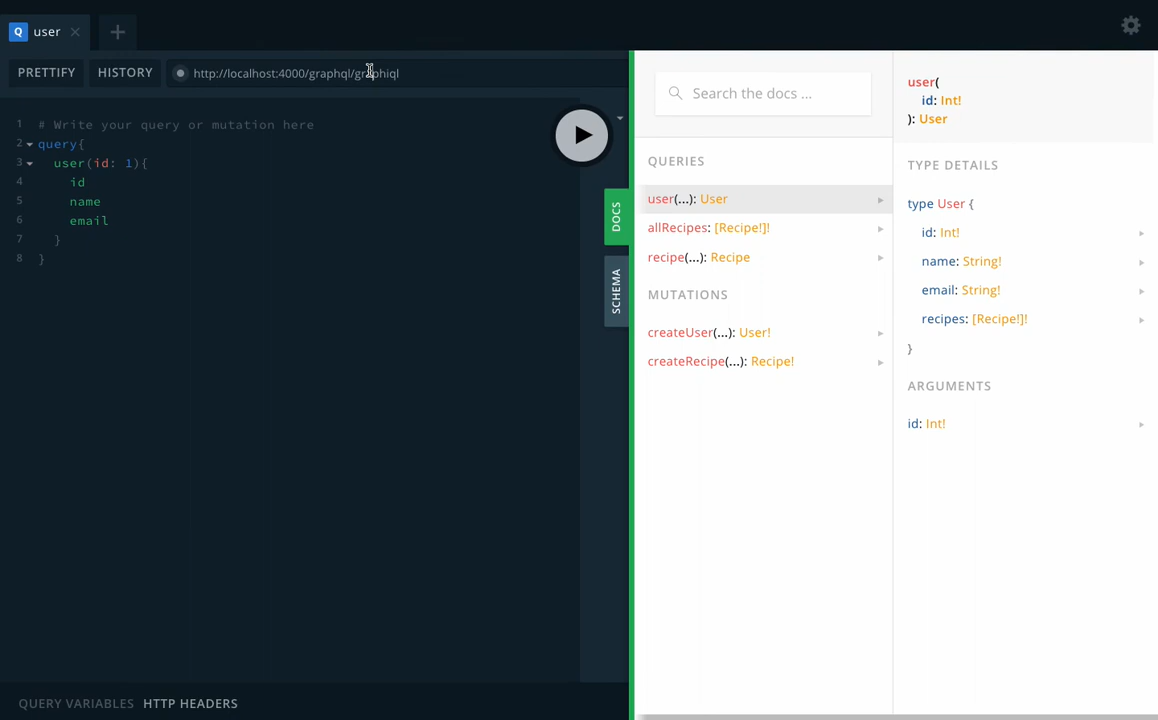 Q user
PRETTIFY
HISTORY
http://localhost:4000/graphql/graphiql
1 # Write your query or mutation here
2 query{
3 user(id: 1){
4 id
5 name
6 email
7 }
8 }
QUERY VARIABLES
HTTP HEADERS
DOCS
SCHEMA
Search the docs ...
QUERIES
user(...): User
allRecipes: [Recipe!]!
recipe(...): Recipe
MUTATIONS
createUser(...): User!
createRecipe(...): Recipe!
user(
id: Int!
): User
TYPE DETAILS
type User {
id: Int!
name: String!
email: String!
recipes: [Recipe!]!
}
ARGUMENTS
id: Int!